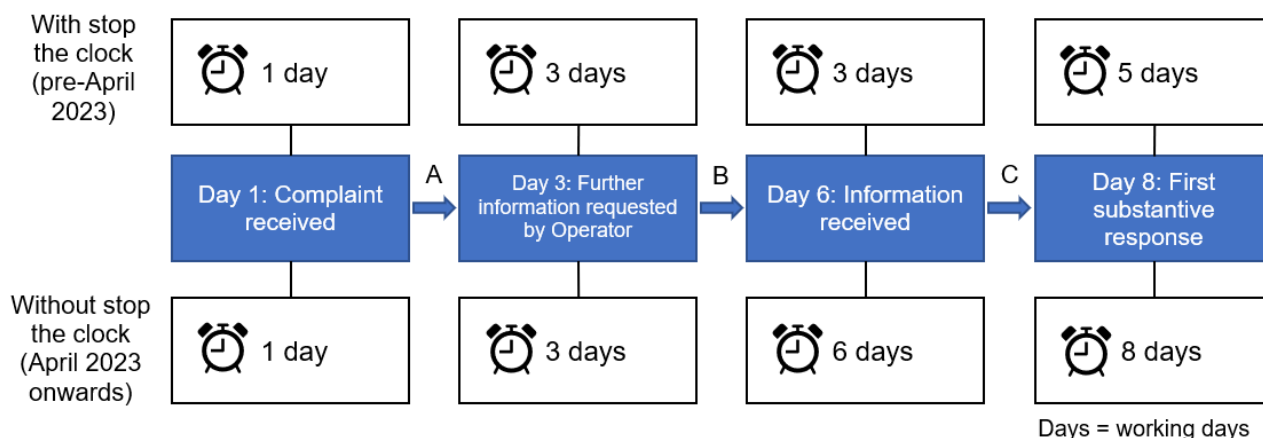 With stop
the clock
(pre-April
2023)
1 day
3 days
3 days
5 days
Day 1: Complaint
received
A
Day 3: Further
information requested
by Operator
B
Day 6: Information
received
C
Day 8: First
substantive
response
Without stop
the clock
(April 2023
onwards)
1 day
3 days
6 days
8 days
Days = working days